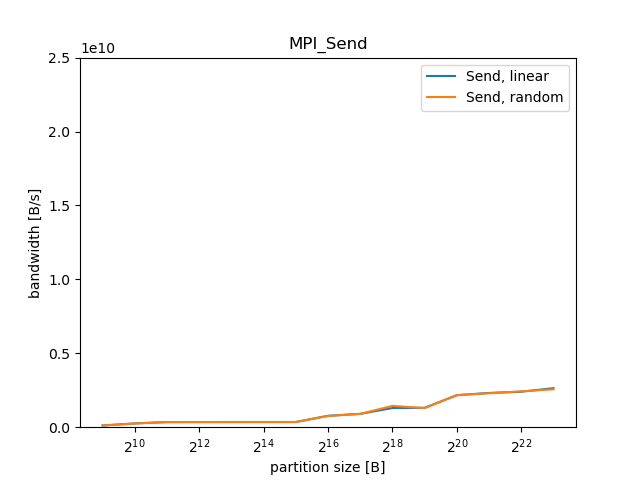 MPI_Send
1e10
2.5
2.0
1.5
1.0
0.5
0.0
bandwidth [B/s]
Send, linear
Send, random
2^10 2^12 2^14 2^16 2^18 2^20 2^22
partition size [B]